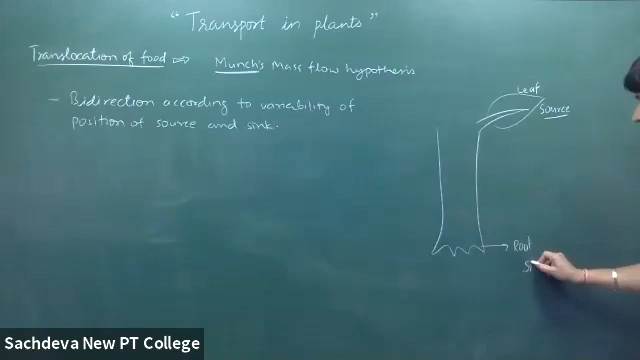 "Transport in plants"
Translocation of food ⇒ Munch's Mass flow hypothesis
- Bidirection according to variability of
position of source and sink.
Leaf
Source
→ Root
Si
Sachdeva New PT College